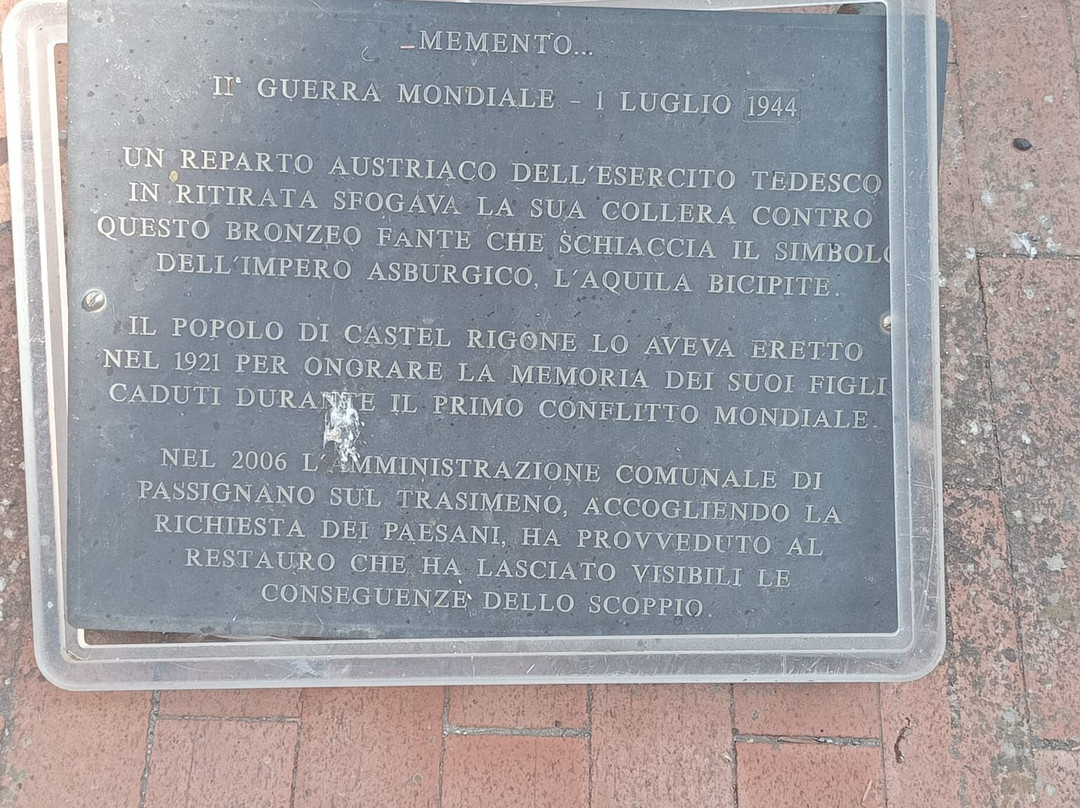 MEMENTO...
IIª GUERRA MONDIALE - 1 LUGLIO 1944
UN REPARTO AUSTRIACO DELL'ESERCITO TEDESCO
IN RITIRATA SFOGAVA LA SUA COLLERA CONTRO
QUESTO BRONZEO FANTE CHE SCHIACCIA IL SIMBOLO
DELL'IMPERO ASBURGICO, L'AQUILA BICIPITE.
IL POPOLO DI CASTEL RIGONE LO AVEVA ERETTO
NEL 1921 PER ONORARE LA MEMORIA DEI SUOI FIGLI
CADUTI DURANTE IL PRIMO CONFLITTO MONDIALE.
NEL 2006 L'AMMINISTRAZIONE COMUNALE DI
PASSIGNANO SUL TRASIMENO, ACCOGLIENDO LA
RICHIESTA DEI PAESANI, HA PROVVEDUTO AL
RESTAURO CHE HA LASCIATO VISIBILI LE
CONSEGUENZE DELLO SCOPPIO.